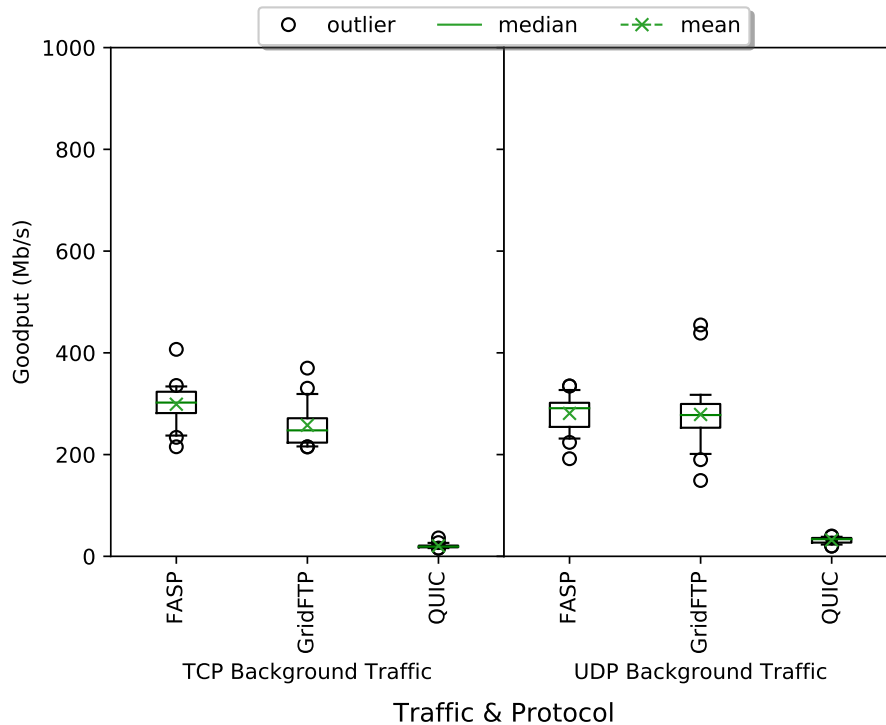 outlier median mean
1000
800
600
400
200
0
Goodput (Mb/s)
FASP GridFTP QUIC FASP GridFTP QUIC
TCP Background Traffic UDP Background Traffic
Traffic & Protocol